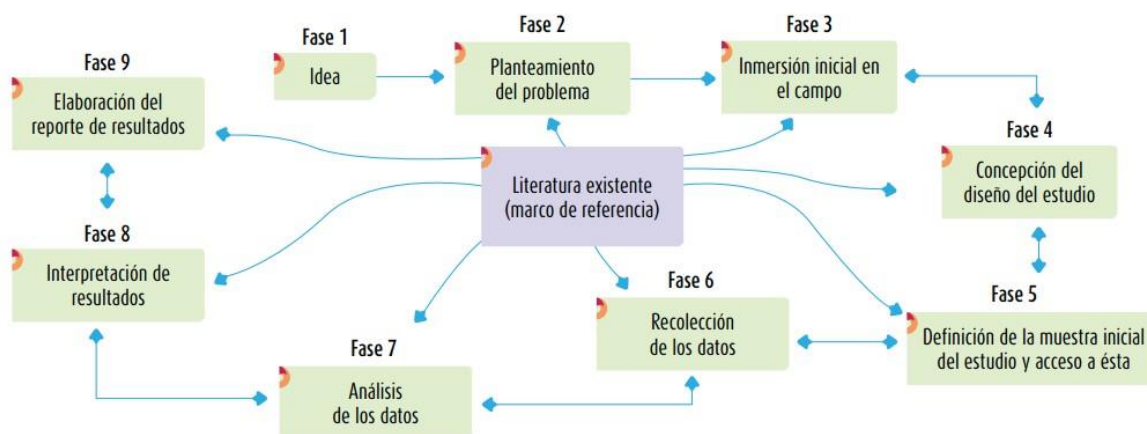 Fase 1
Idea
Fase 2
Planteamiento
del problema
Fase 3
Inmersión inicial en
el campo
Fase 4
Concepción del
diseño del estudio
Fase 5
Definición de la muestra inicial
del estudio y acceso a ésta
Fase 6
Recolección
de los datos
Fase 7
Análisis
de los datos
Fase 8
Interpretación de
resultados
Fase 9
Elaboración del
reporte de resultados
Literatura existente
(marco de referencia)